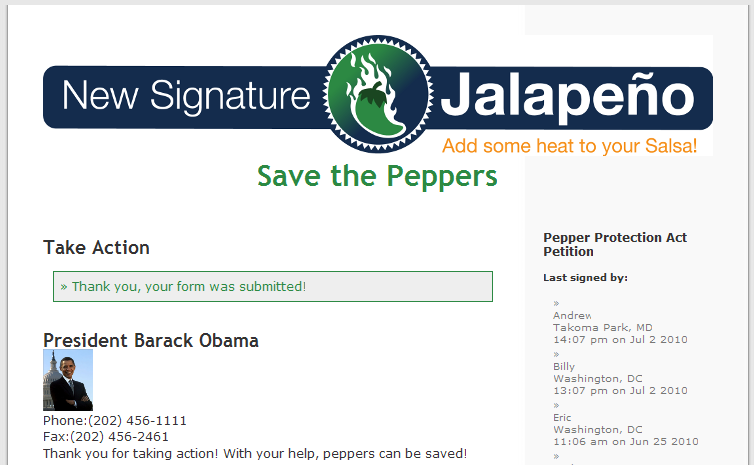 New Signature Jalapeño
Add some heat to your Salsa!
Save the Peppers
Take Action
» Thank you, your form was submitted!
President Barack Obama
Phone:(202) 456-1111
Fax:(202) 456-2461
Thank you for taking action! With your help, peppers can be saved!
Pepper Protection Act
Petition
Last signed by:
»
Andrew
Takoma Park, MD
14:07 pm on Jul 2 2010
»
Billy
Washington, DC
13:07 pm on Jul 2 2010
»
Eric
Washington, DC
11:06 am on Jun 25 2010
»